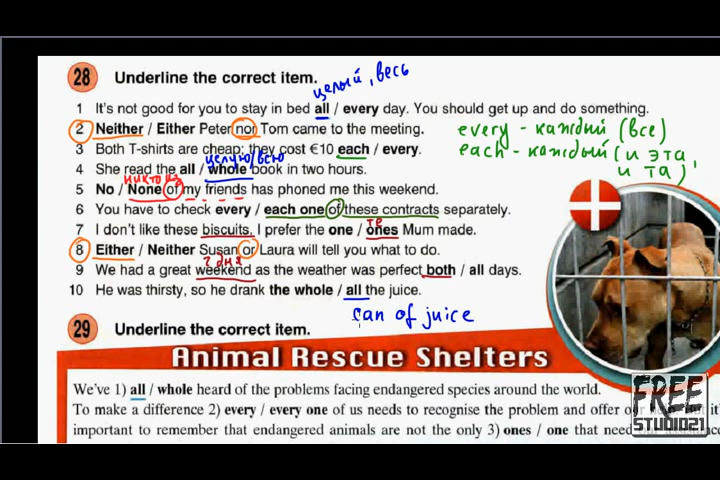 28 Underline the correct item.
целый, весь
1 It's not good for you to stay in bed all / every day. You should get up and do something.
2 Neither / Either Peter nor Tom came to the meeting.
every - каждый (все)
3 Both T-shirts are cheap; they cost €10 each / every.
each - каждый (и эта, и та)
целую/всю
4 She read the all / whole book in two hours.
никто из
5 No / None of my friends has phoned me this weekend.
6 You have to check every / each one of these contracts separately.
7 I don't like these biscuits. I prefer the one / ones Mum made.
те
8 Either / Neither Susan or Laura will tell you what to do.
2 дня
9 We had a great weekend as the weather was perfect both / all days.
10 He was thirsty, so he drank the whole / all the juice.
can of juice
29 Underline the correct item.
Animal Rescue Shelters
We've 1) all / whole heard of the problems facing endangered species around the world.
To make a difference 2) every / every one of us needs to recognise the problem and offer
important to remember that endangered animals are not the only 3) ones / one that need
FREE
STUDIO21